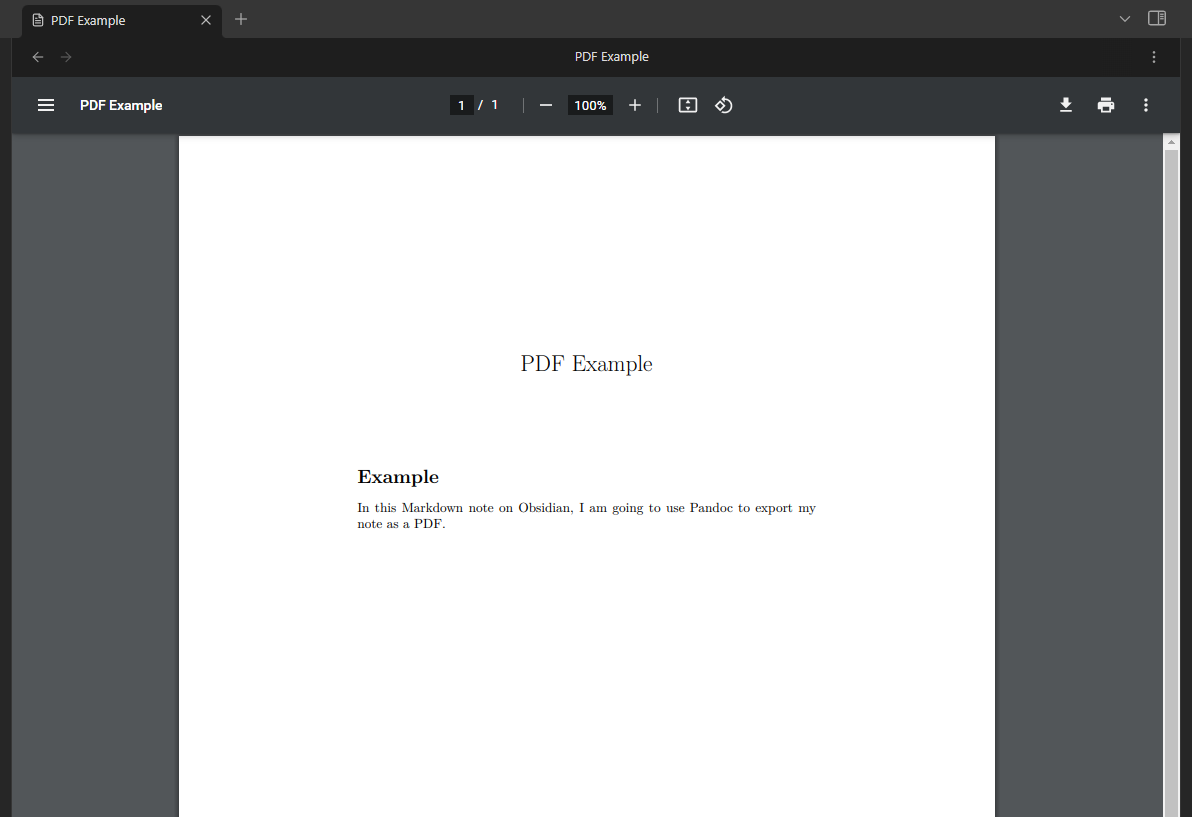 PDF Example
PDF Example
PDF Example
1 / 1
100%
PDF Example
Example
In this Markdown note on Obsidian, I am going to use Pandoc to export my
note as a PDF.